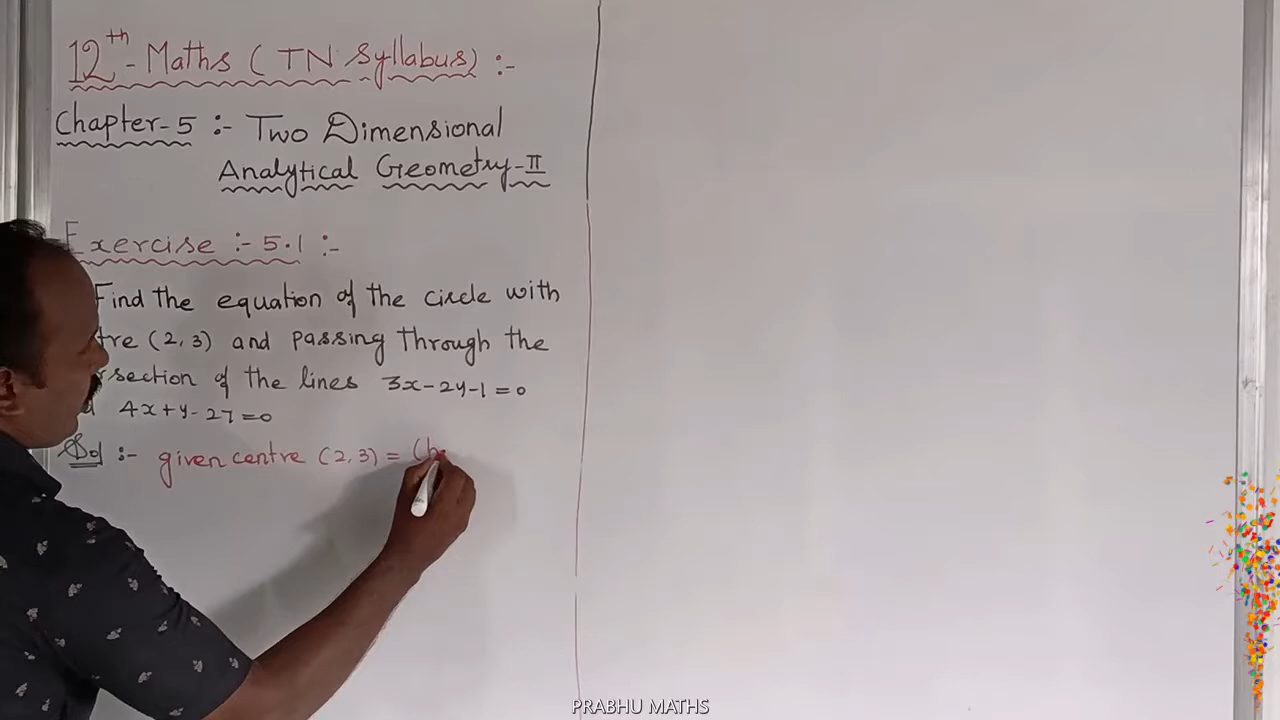 12th - Maths ( TN Syllabus) :-
Chapter - 5 :- Two Dimensional
Analytical Geometry - II
Exercise :- 5.1 :-
Find the equation of the circle with
(2, 3) and passing through the
of the lines 3x - 2y - 1 = 0
4x + y - 27 = 0
Sol :- given centre (2, 3) = (h
PRABHU MATHS